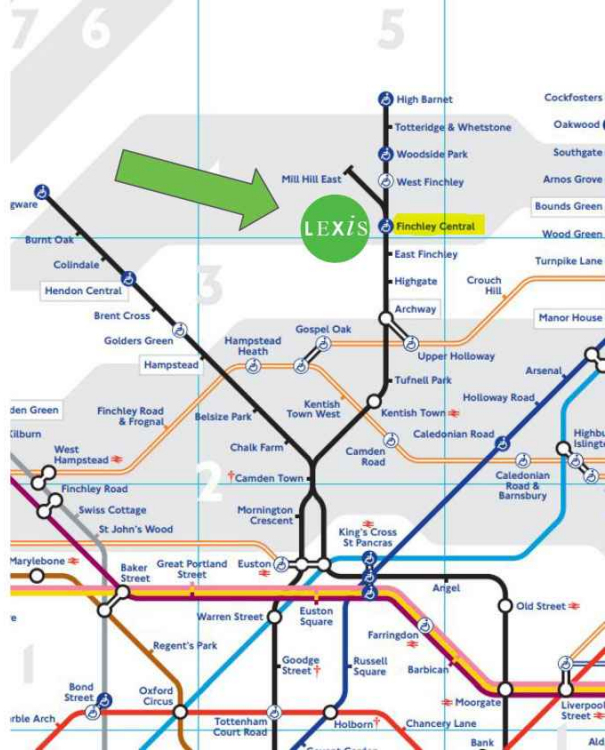 7
6
5
High Barnet
Cockfosters
Totteridge & Whetstone
Oakwood
Woodside Park
Southgate
Mill Hill East
West Finchley
Arnos Grove
gware
LEXiS
Finchley Central
Bounds Green
Burnt Oak
Wood Green
East Finchley
Colindale
Turnpike Lane
Highgate
Crouch
Hill
Hendon Central
3
Archway
Brent Cross
Manor House
Gospel Oak
Golders Green
Hampstead
Heath
Upper Holloway
Hampstead
Arsenal
Tufnell Park
Holloway Road
den Green
Finchley Road
& Frognal
Belsize Park
Kentish
Town West
Kentish Town
Kilburn
Caledonian Road
Highbu
Islingto
West
Hampstead
Chalk Farm
Camden
Road
2
†Camden Town
Caledonian
Road &
Barnsbury
Finchley Road
Swiss Cottage
Mornington
Crescent
St John's Wood
King's Cross
St Pancras
Marylebone
Baker
Street
Great Portland
Street
Euston
Angel
Old Street
Warren Street
Euston
Square
Farringdon
Regent's Park
1
Goodge
Street†
Russell
Square
Barbican
Bond
Street
Oxford
Circus
Moorgate
Liverpool
Street
rble Arch
Tottenham
Court Road
Holborn†
Chancery Lane
Bank
Ald
Covent Garden